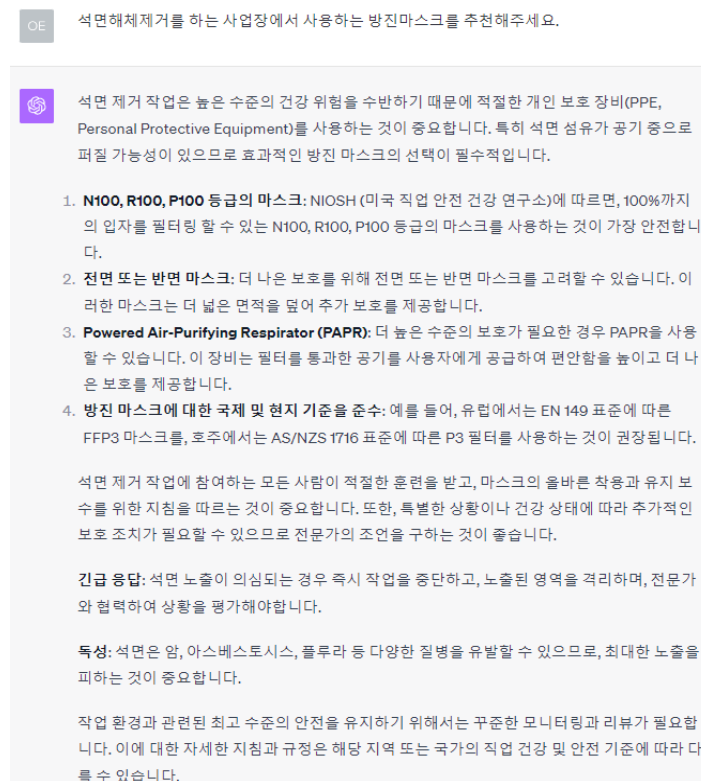 OE
석면해체제거를 하는 사업장에서 사용하는 방진마스크를 추천해주세요.
석면 제거 작업은 높은 수준의 건강 위험을 수반하기 때문에 적절한 개인 보호 장비(PPE,
Personal Protective Equipment)를 사용하는 것이 중요합니다. 특히 석면 섬유가 공기 중으로
퍼질 가능성이 있으므로 효과적인 방진 마스크의 선택이 필수적입니다.
1. N100, R100, P100 등급의 마스크: NIOSH (미국 직업 안전 건강 연구소)에 따르면, 100%까지
의 입자를 필터링 할 수 있는 N100, R100, P100 등급의 마스크를 사용하는 것이 가장 안전합니
다.
2. 전면 또는 반면 마스크: 더 나은 보호를 위해 전면 또는 반면 마스크를 고려할 수 있습니다. 이
러한 마스크는 더 넓은 면적을 덮어 추가 보호를 제공합니다.
3. Powered Air-Purifying Respirator (PAPR): 더 높은 수준의 보호가 필요한 경우 PAPR을 사용
할 수 있습니다. 이 장비는 필터를 통과한 공기를 사용자에게 공급하여 편안함을 높이고 더 나
은 보호를 제공합니다.
4. 방진 마스크에 대한 국제 및 현지 기준을 준수: 예를 들어, 유럽에서는 EN 149 표준에 따른
FFP3 마스크를, 호주에서는 AS/NZS 1716 표준에 따른 P3 필터를 사용하는 것이 권장됩니다.
석면 제거 작업에 참여하는 모든 사람이 적절한 훈련을 받고, 마스크의 올바른 착용과 유지 보
수를 위한 지침을 따르는 것이 중요합니다. 또한, 특별한 상황이나 건강 상태에 따라 추가적인
보호 조치가 필요할 수 있으므로 전문가의 조언을 구하는 것이 좋습니다.
긴급 응답: 석면 노출이 의심되는 경우 즉시 작업을 중단하고, 노출된 영역을 격리하며, 전문가
와 협력하여 상황을 평가해야합니다.
독성: 석면은 암, 아스베스토시스, 플루라 등 다양한 질병을 유발할 수 있으므로, 최대한 노출을
피하는 것이 중요합니다.
작업 환경과 관련된 최고 수준의 안전을 유지하기 위해서는 꾸준한 모니터링과 리뷰가 필요합
니다. 이에 대한 자세한 지침과 규정은 해당 지역 또는 국가의 직업 건강 및 안전 기준에 따라 다
를 수 있습니다.